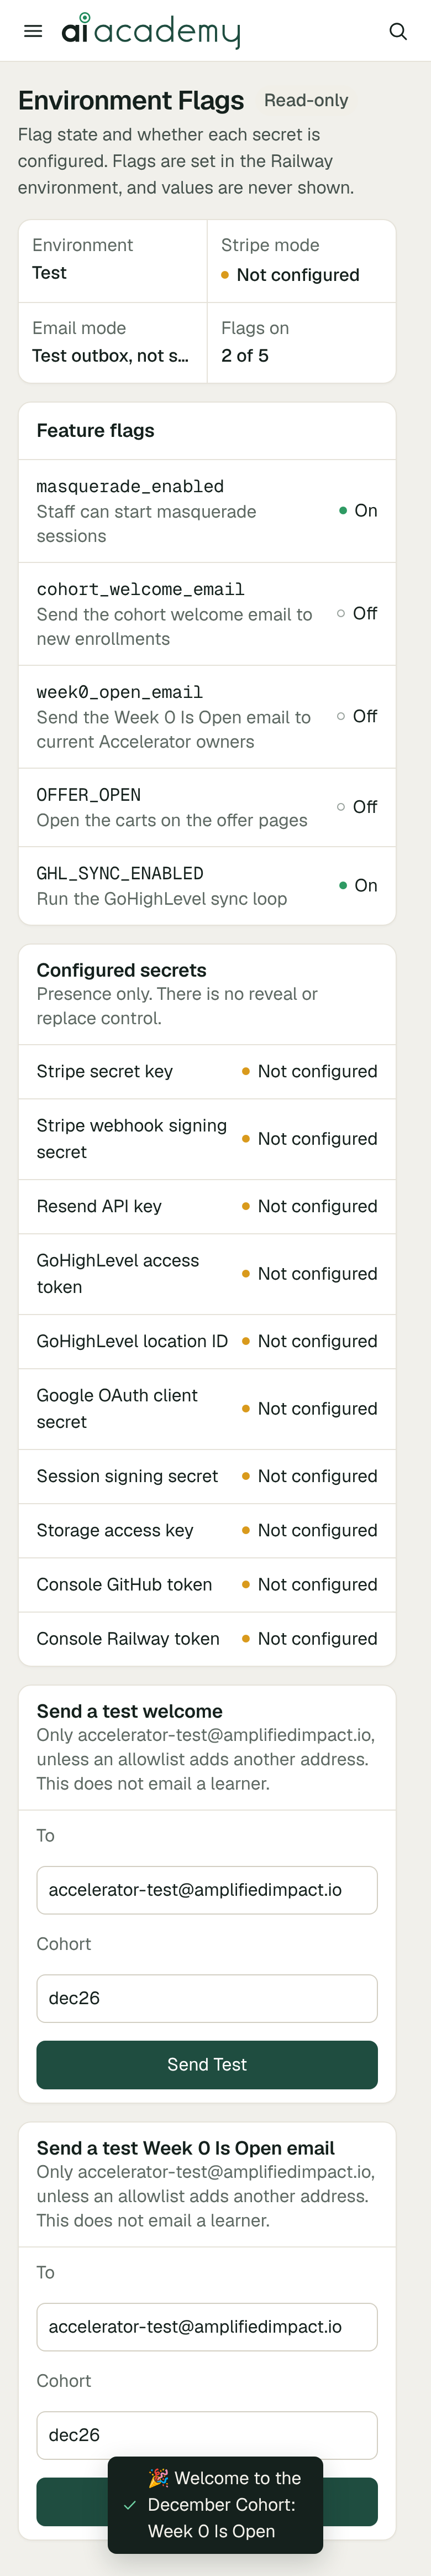 ai academy
Environment Flags
Read-only
Flag state and whether each secret is
configured. Flags are set in the Railway
environment, and values are never shown.
Environment
Test
Stripe mode
Not configured
Email mode
Test outbox, not s...
Flags on
2 of 5
Feature flags
masquerade_enabled
Staff can start masquerade
sessions
On
cohort_welcome_email
Send the cohort welcome email to
new enrollments
Off
week0_open_email
Send the Week 0 Is Open email to
current Accelerator owners
Off
OFFER_OPEN
Open the carts on the offer pages
Off
GHL_SYNC_ENABLED
Run the GoHighLevel sync loop
On
Configured secrets
Presence only. There is no reveal or
replace control.
Stripe secret key
Not configured
Stripe webhook signing
secret
Not configured
Resend API key
Not configured
GoHighLevel access
token
Not configured
GoHighLevel location ID
Not configured
Google OAuth client
secret
Not configured
Session signing secret
Not configured
Storage access key
Not configured
Console GitHub token
Not configured
Console Railway token
Not configured
Send a test welcome
Only accelerator-test@amplifiedimpact.io,
unless an allowlist adds another address.
This does not email a learner.
To
accelerator-test@amplifiedimpact.io
Cohort
dec26
Send Test
Send a test Week 0 Is Open email
Only accelerator-test@amplifiedimpact.io,
unless an allowlist adds another address.
This does not email a learner.
To
accelerator-test@amplifiedimpact.io
Cohort
dec26
🎉 Welcome to the
December Cohort:
Week 0 Is Open